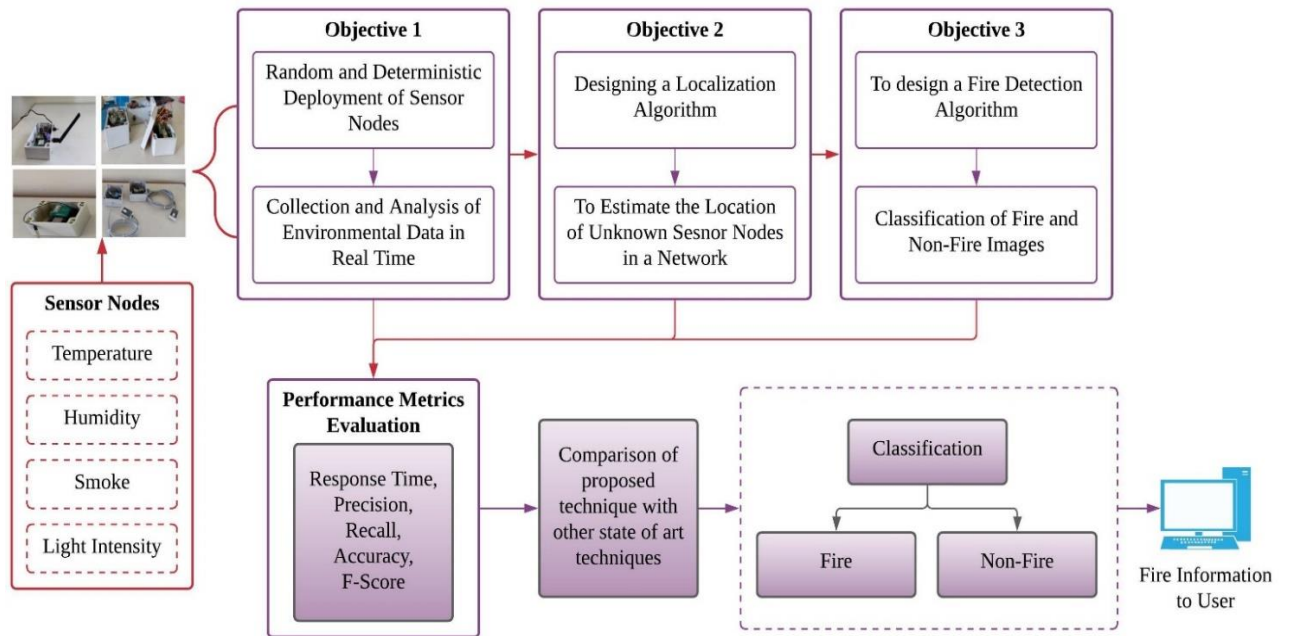 Objective 1
Random and Deterministic
Deployment of Sensor
Nodes
Collection and Analysis of
Environmental Data in
Real Time
Objective 2
Designing a Localization
Algorithm
To Estimate the Location
of Unknown Sesnor Nodes
in a Network
Objective 3
To design a Fire Detection
Algorithm
Classification of Fire and
Non-Fire Images
Sensor Nodes
Temperature
Humidity
Smoke
Light Intensity
Performance Metrics
Evaluation
Response Time,
Precision,
Recall,
Accuracy,
F-Score
Comparison of
proposed
technique with
other state of art
techniques
Classification
Fire
Non-Fire
Fire Information
to User